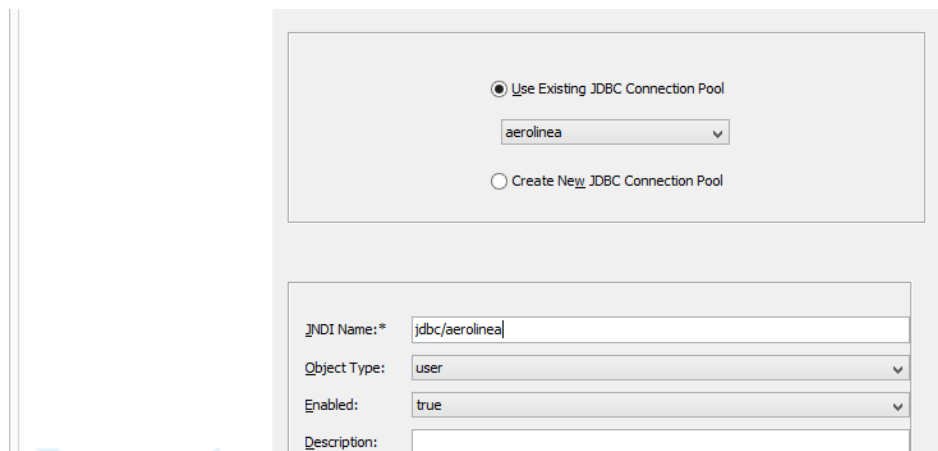 Use Existing JDBC Connection Pool
aerolinea
Create New JDBC Connection Pool
JNDI Name:* jdbc/aerolinea
Object Type: user
Enabled: true
Description: